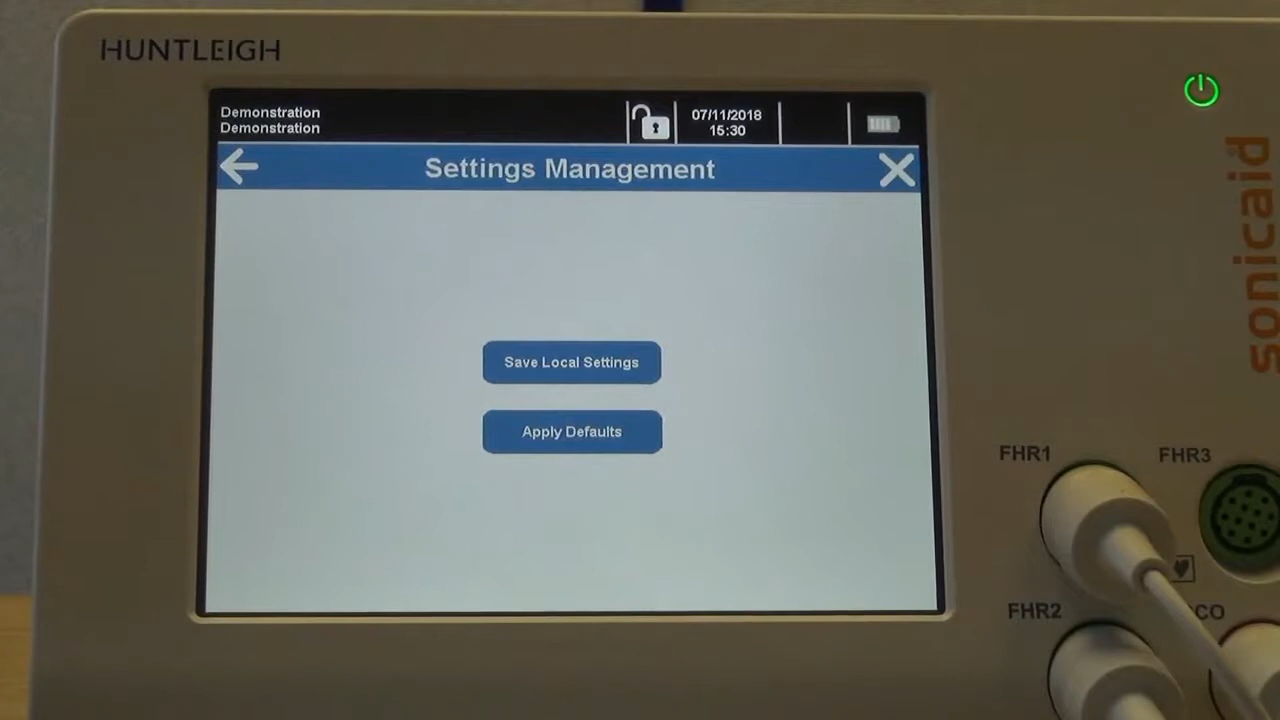 HUNTLEIGH
Demonstration
Demonstration
07/11/2018
15:30
Settings Management
Save Local Settings
Apply Defaults
sonicaid
FHR1
FHR3
FHR2
CO